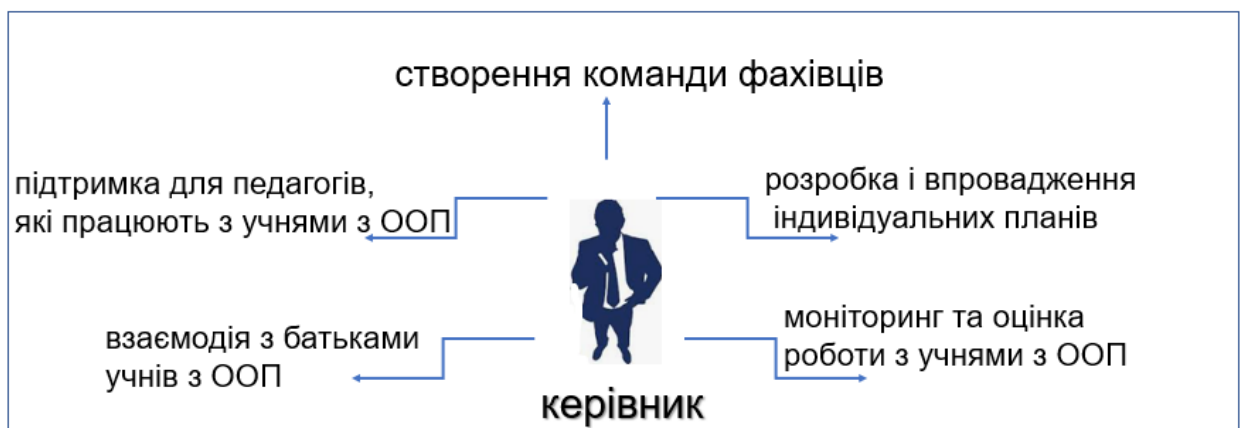 створення команди фахівців
підтримка для педагогів,
які працюють з учнями з ООП
розробка і впровадження
індивідуальних планів
взаємодія з батьками
учнів з ООП
моніторинг та оцінка
роботи з учнями з ООП
керівник